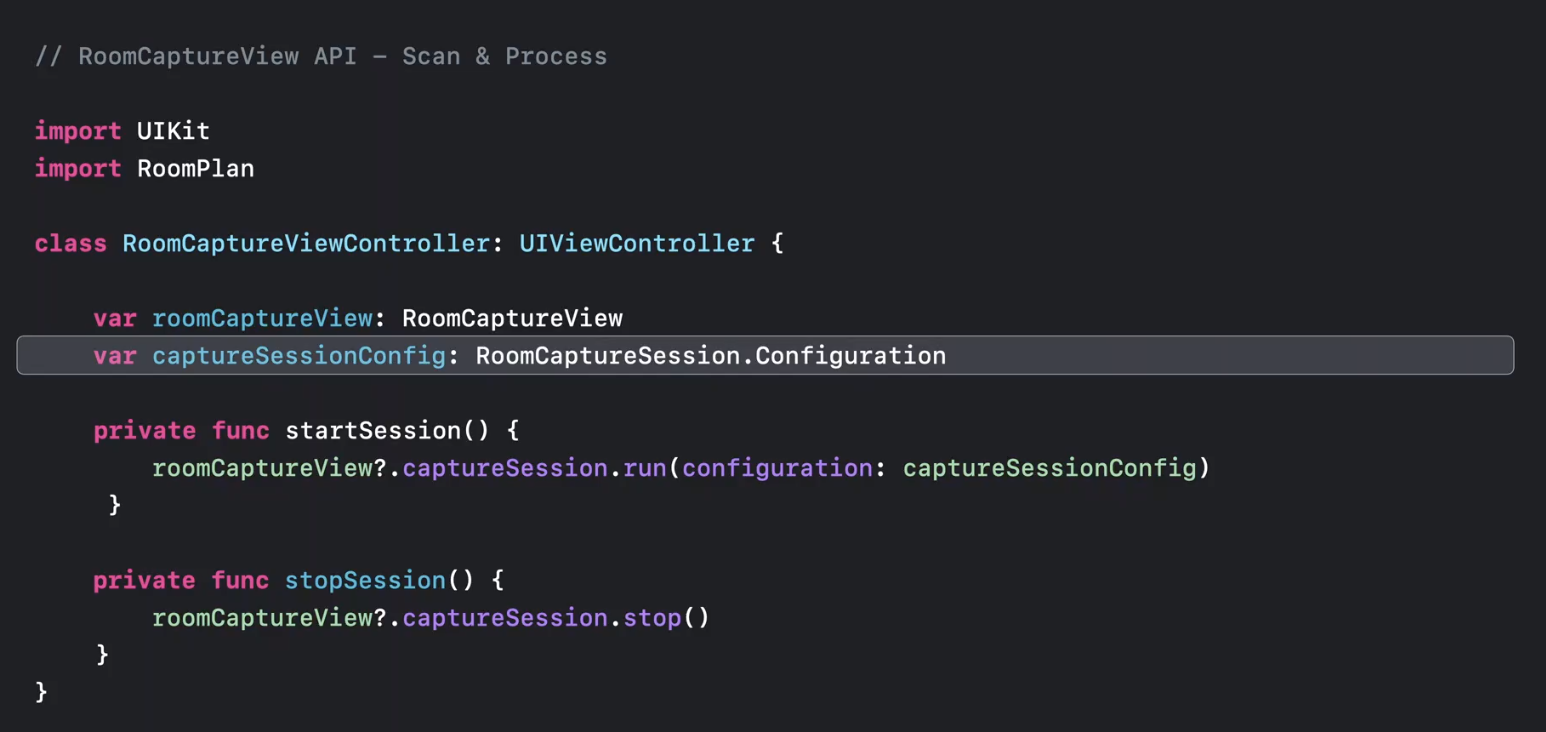 // RoomCaptureView API – Scan & Process
import UIKit
import RoomPlan
class RoomCaptureViewController: UIViewController {
var roomCaptureView: RoomCaptureView
var captureSessionConfig: RoomCaptureSession.Configuration
private func startSession() {
roomCaptureView?.captureSession.run(configuration: captureSessionConfig)
}
private func stopSession() {
roomCaptureView?.captureSession.stop()
}
}